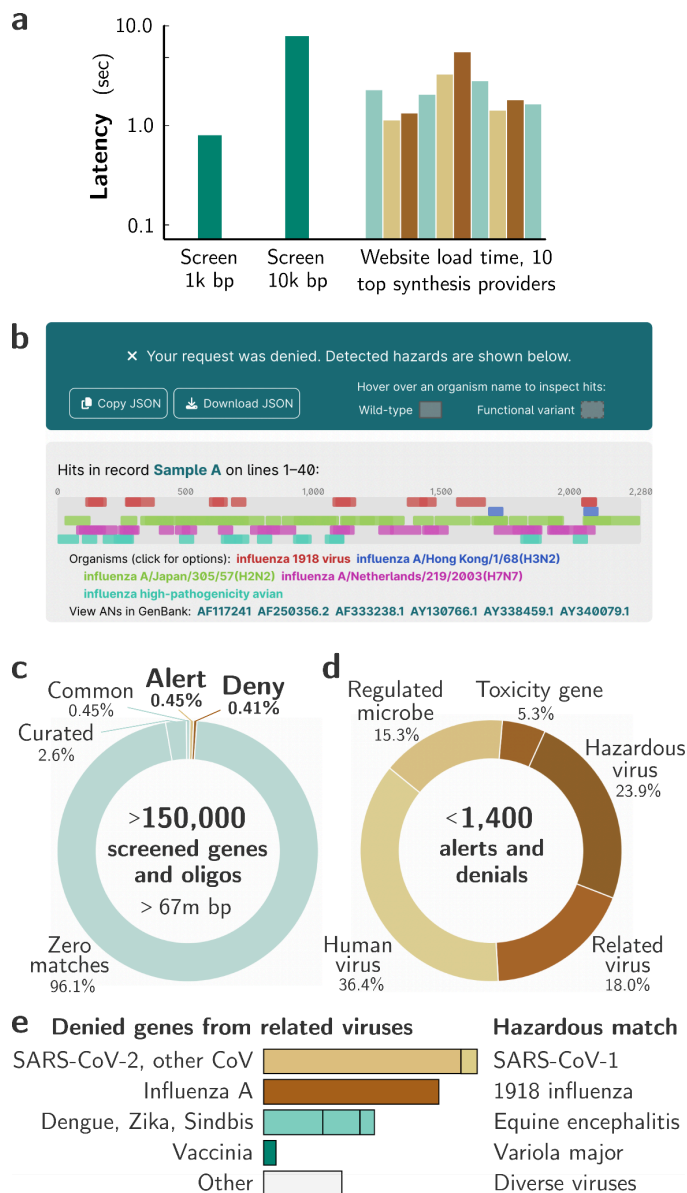 a
10.0
1.0
0.1
Latency (sec)
Screen 1k bp
Screen 10k bp
Website load time, 10 top synthesis providers
b
× Your request was denied. Detected hazards are shown below.
Copy JSON
Download JSON
Hover over an organism name to inspect hits:
Wild-type
Functional variant
Hits in record Sample A on lines 1–40:
0 500 1,000 1,500 2,000 2,280
Organisms (click for options): influenza 1918 virus influenza A/Hong Kong/1/68(H3N2)
influenza A/Japan/305/57(H2N2) influenza A/Netherlands/219/2003(H7N7)
influenza high-pathogenicity avian
View ANs in GenBank: AF117241 AF250356.2 AF333238.1 AY130766.1 AY338459.1 AY340079.1
c
Common
0.45%
Alert
0.45%
Deny
0.41%
Curated
2.6%
>150,000
screened genes
and oligos
> 67m bp
Zero
matches
96.1%
d
Regulated
microbe
15.3%
Toxicity gene
5.3%
Hazardous
virus
23.9%
<1,400
alerts and
denials
Human
virus
36.4%
Related
virus
18.0%
e
Denied genes from related viruses Hazardous match
SARS-CoV-2, other CoV SARS-CoV-1
Influenza A 1918 influenza
Dengue, Zika, Sindbis Equine encephalitis
Vaccinia Variola major
Other Diverse viruses